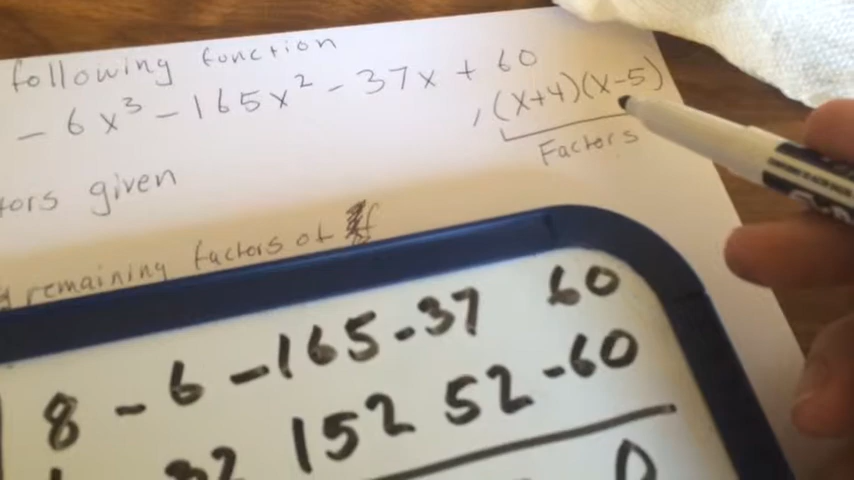 following function
- 6x³ - 165x² - 37x + 60
, (x+4)(x-5)
Factors
given
remaining factors of f
8 - 6 - 165 - 37 60
152 52 - 60
0